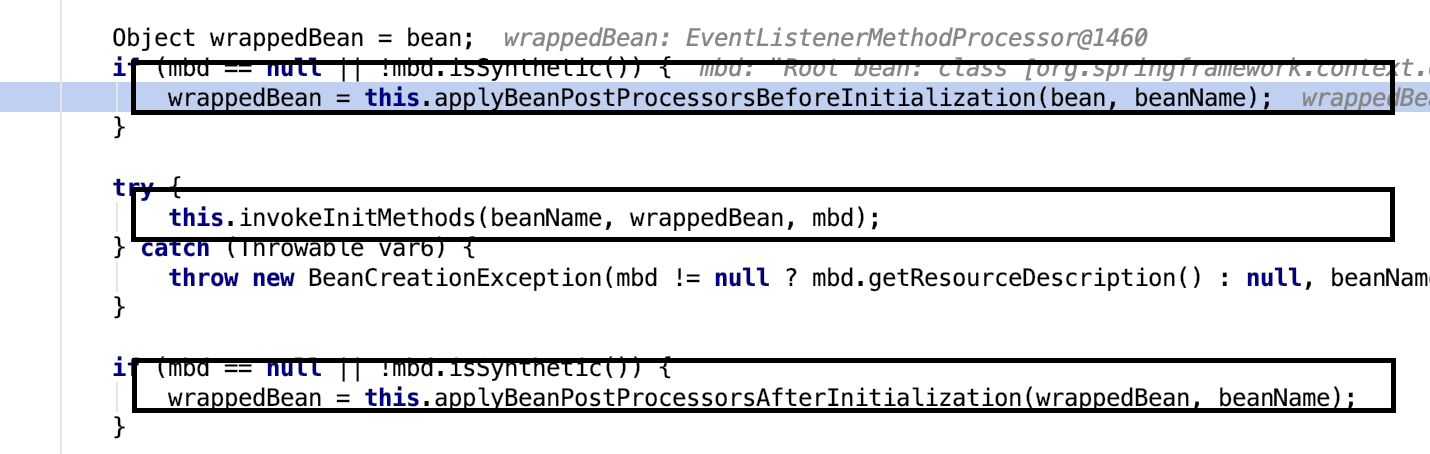 Object wrappedBean = bean; wrappedBean: EventListenerMethodProcessor@1460
if (mbd == null || !mbd.isSynthetic()) { mbd: "Root bean: class [org.springframework.context.
wrappedBean = this.applyBeanPostProcessorsBeforeInitialization(bean, beanName); wrappedBe
}
try {
this.invokeInitMethods(beanName, wrappedBean, mbd);
} catch (Throwable var6) {
throw new BeanCreationException(mbd != null ? mbd.getResourceDescription() : null, beanNam
}
if (mbd == null || !mbd.isSynthetic()) {
wrappedBean = this.applyBeanPostProcessorsAfterInitialization(wrappedBean, beanName);
}